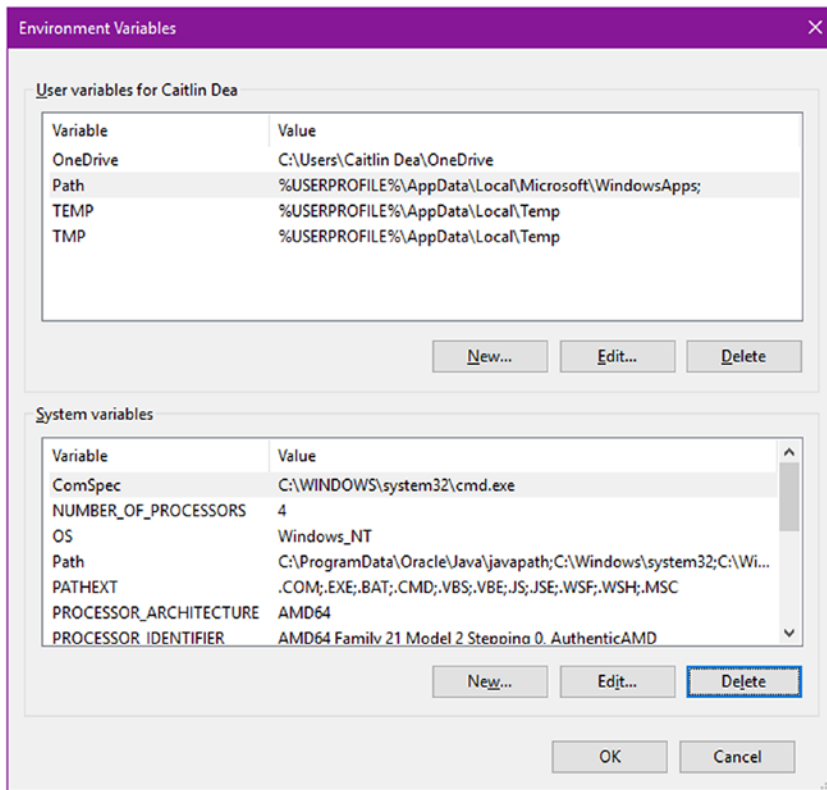 Environment Variables
User variables for Caitlin Dea
Variable Value
OneDrive C:\Users\Caitlin Dea\OneDrive
Path %USERPROFILE%\AppData\Local\Microsoft\WindowsApps;
TEMP %USERPROFILE%\AppData\Local\Temp
TMP %USERPROFILE%\AppData\Local\Temp
New... Edit... Delete
System variables
Variable Value
ComSpec C:\WINDOWS\system32\cmd.exe
NUMBER_OF_PROCESSORS 4
OS Windows_NT
Path C:\ProgramData\Oracle\Java\javapath;C:\Windows\system32;C:\Wi...
PATHEXT .COM;.EXE;.BAT;.CMD;.VBS;.VBE;.JS;.JSE;.WSF;.WSH;.MSC
PROCESSOR_ARCHITECTURE AMD64
PROCESSOR_IDENTIFIER AMD64 Family 21 Model 2 Stepping 0, AuthenticAMD
New... Edit... Delete
OK Cancel